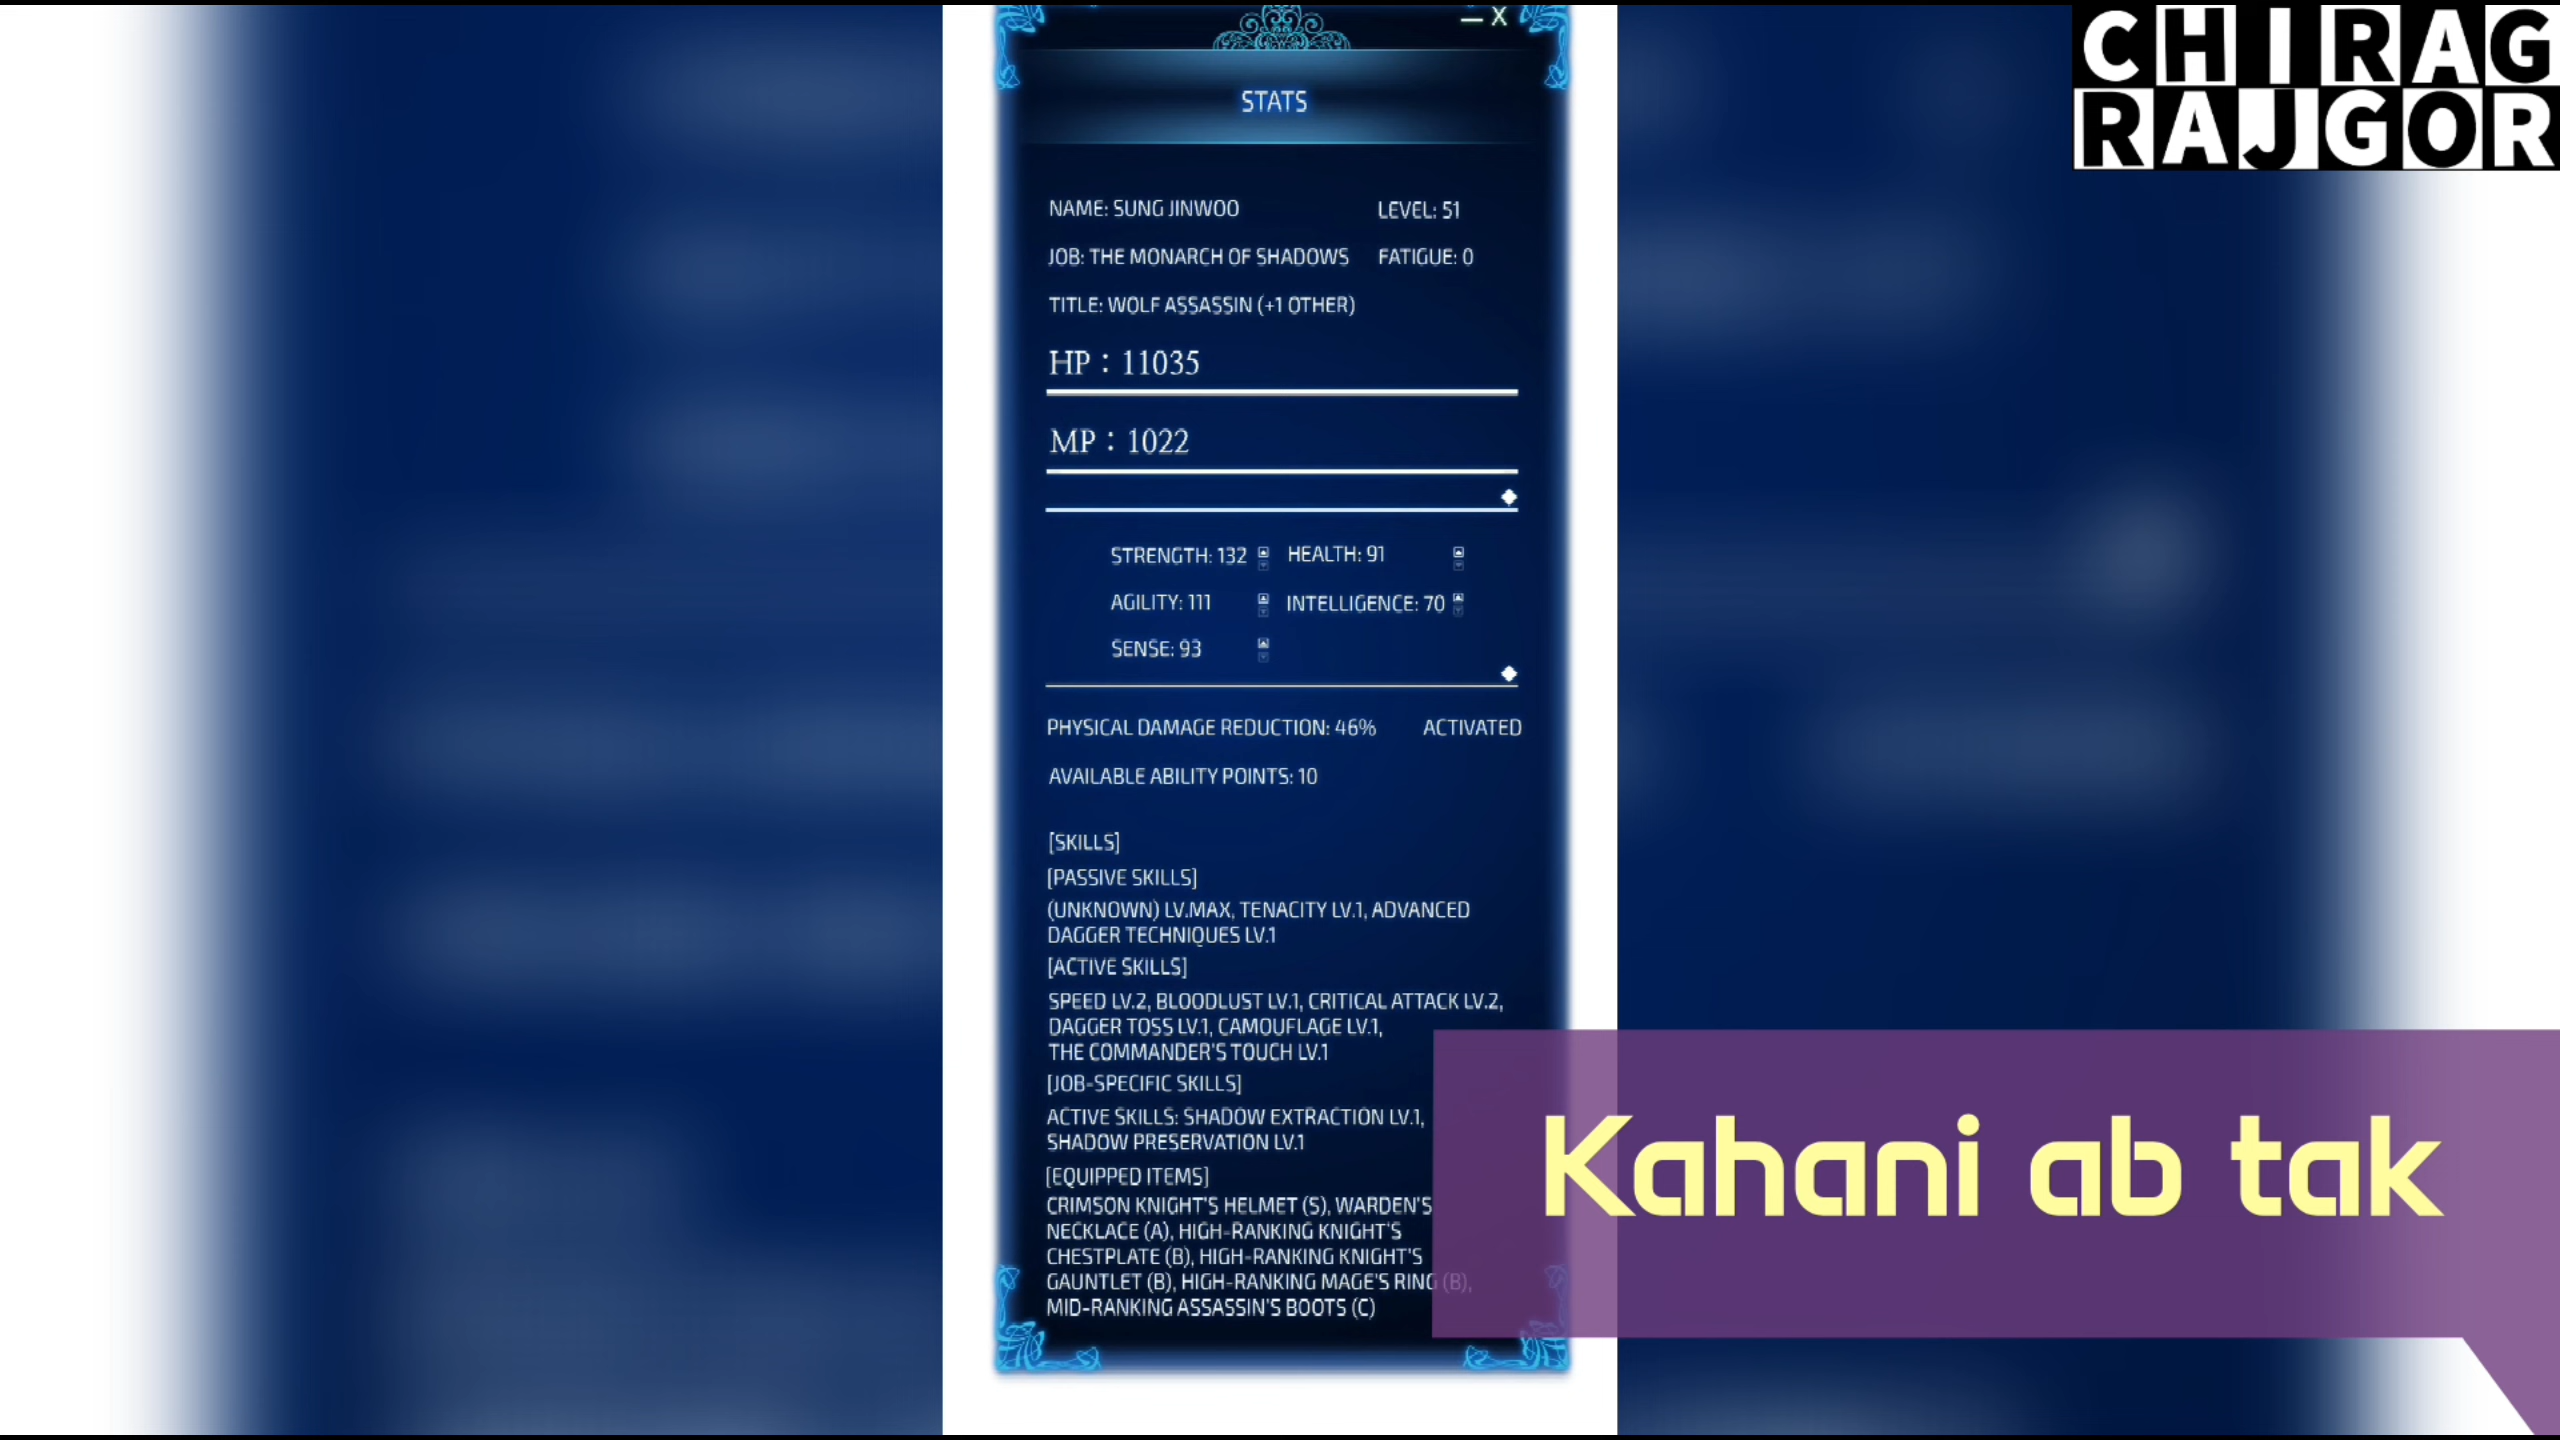 CHIRAG
RAJGOR
— X
STATS
NAME: SUNG JINWOO LEVEL: 51
JOB: THE MONARCH OF SHADOWS FATIGUE: 0
TITLE: WOLF ASSASSIN (+1 OTHER)
HP : 11035
MP : 1022
STRENGTH: 132 HEALTH: 91
AGILITY: 111 INTELLIGENCE: 70
SENSE: 93
PHYSICAL DAMAGE REDUCTION: 46% ACTIVATED
AVAILABLE ABILITY POINTS: 10
[SKILLS]
[PASSIVE SKILLS]
(UNKNOWN) LV.MAX, TENACITY LV.1, ADVANCED
DAGGER TECHNIQUES LV.1
[ACTIVE SKILLS]
SPEED LV.2, BLOODLUST LV.1, CRITICAL ATTACK LV.2,
DAGGER TOSS LV.1, CAMOUFLAGE LV.1,
THE COMMANDER'S TOUCH LV.1
[JOB-SPECIFIC SKILLS]
ACTIVE SKILLS: SHADOW EXTRACTION LV.1,
SHADOW PRESERVATION LV.1
[EQUIPPED ITEMS]
CRIMSON KNIGHT'S HELMET (S), WARDEN'S
NECKLACE (A), HIGH-RANKING KNIGHT'S
CHESTPLATE (B), HIGH-RANKING KNIGHT'S
GAUNTLET (B), HIGH-RANKING MAGE'S RING (B),
MID-RANKING ASSASSIN'S BOOTS (C)
Kahani ab tak